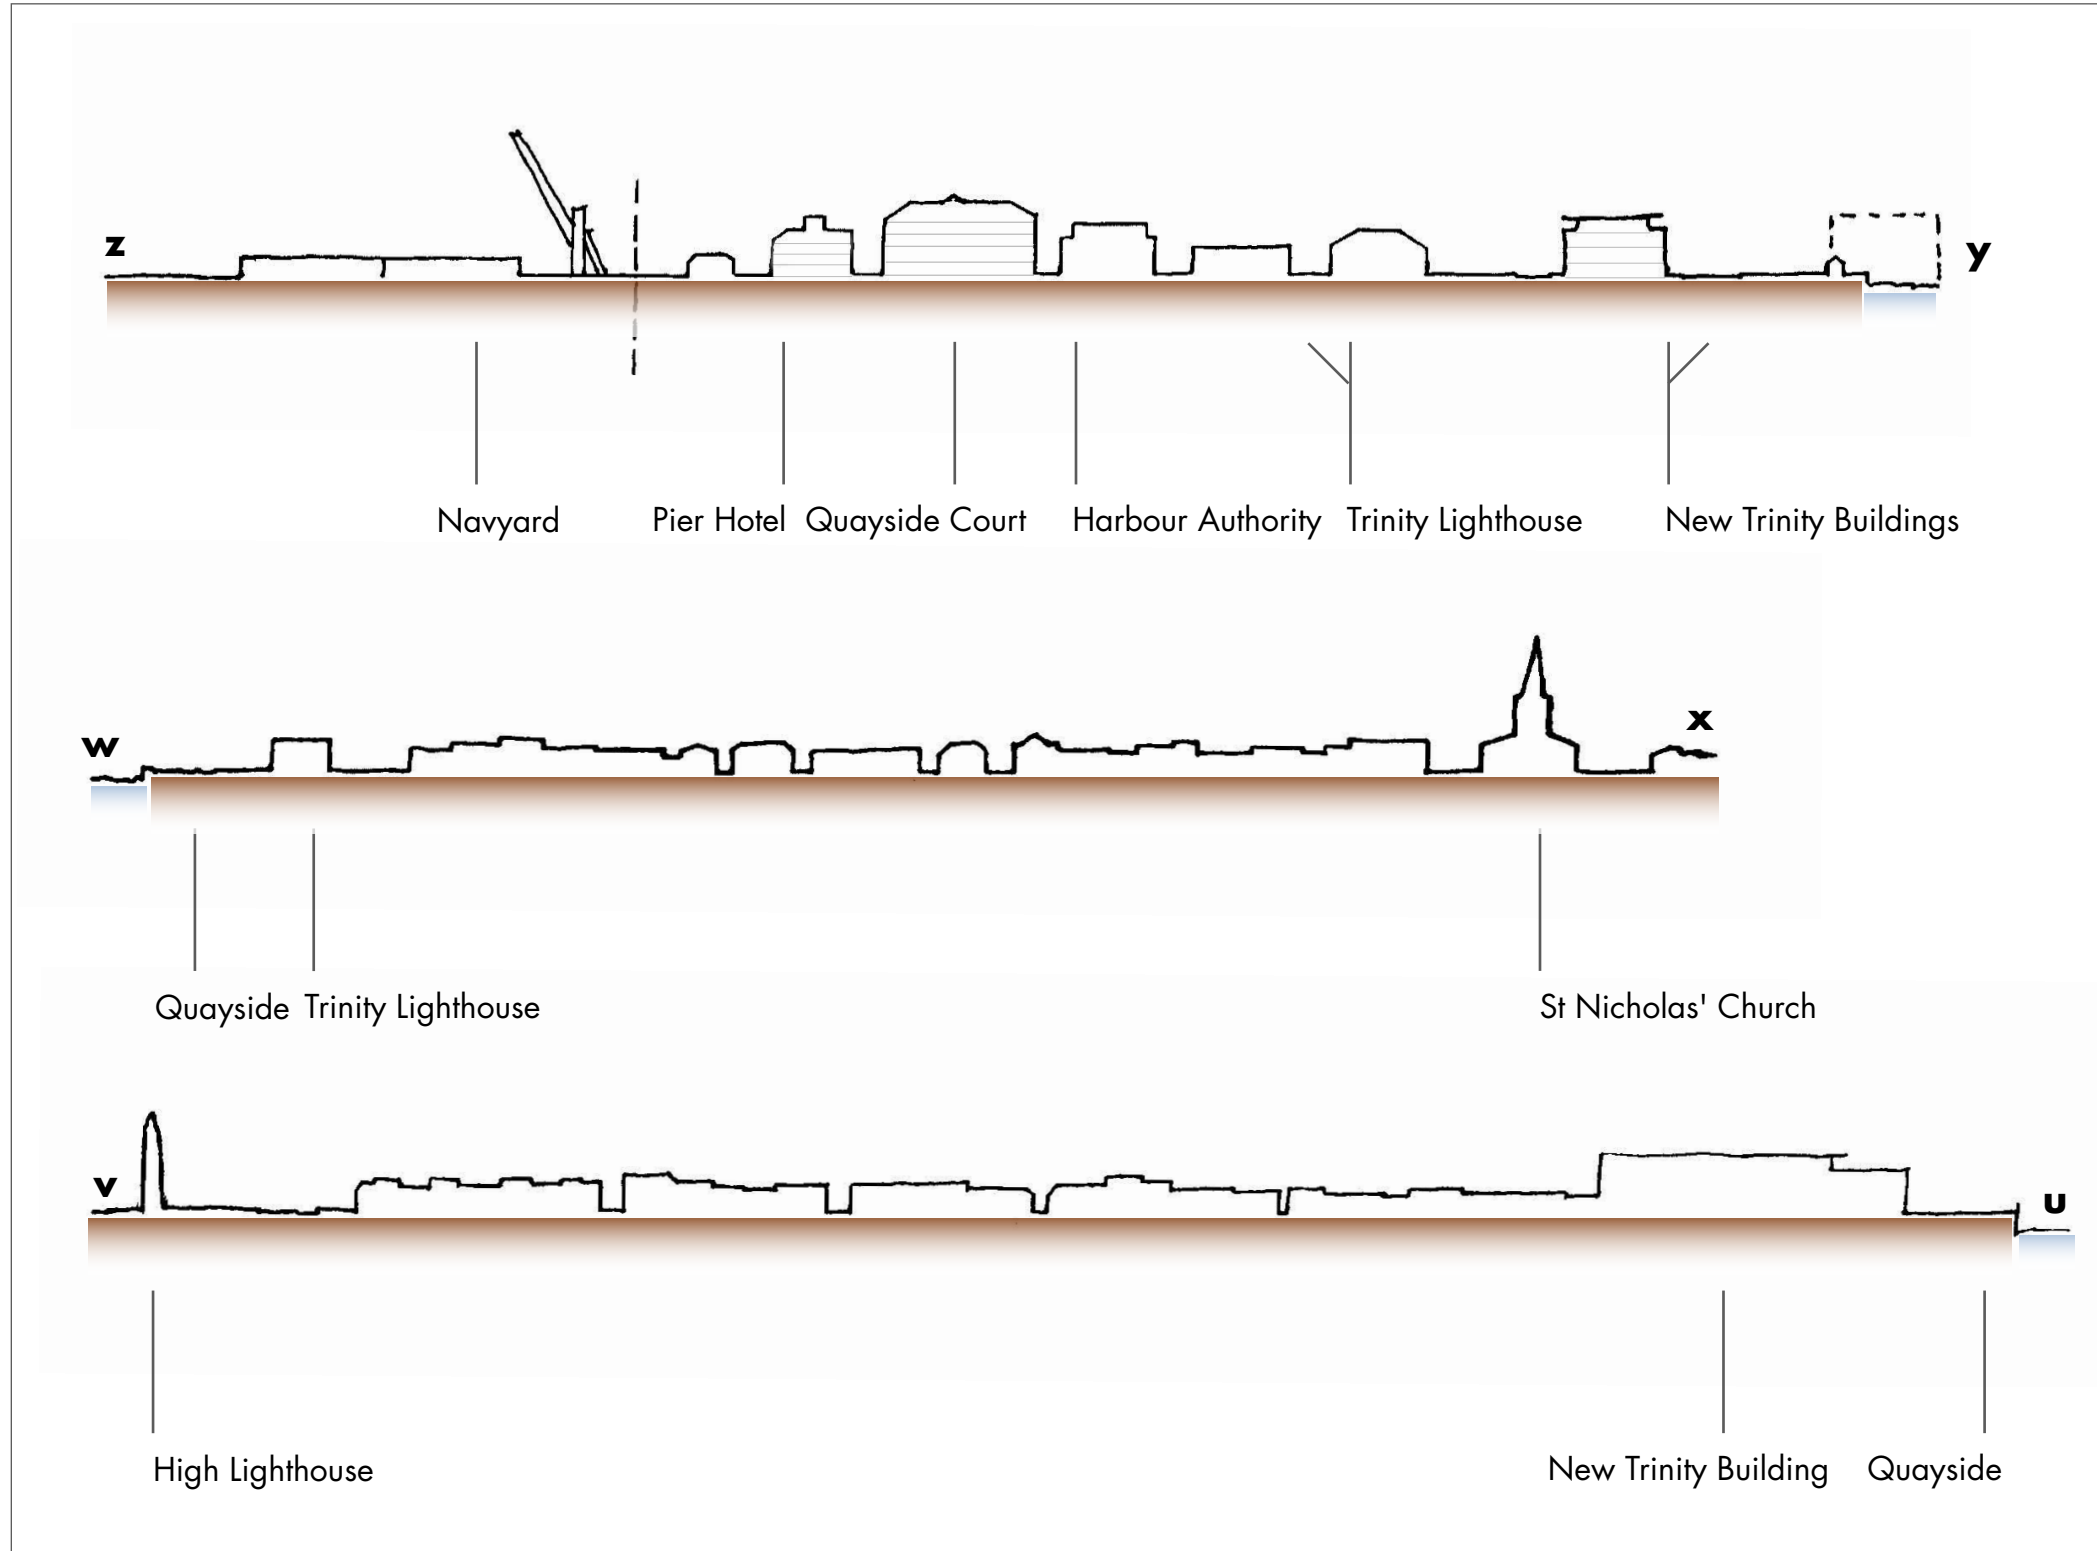 z
y
Navyard
Pier Hotel
Quayside Court
Harbour Authority
Trinity Lighthouse
New Trinity Buildings
w
x
Quayside
Trinity Lighthouse
St Nicholas' Church
v
u
High Lighthouse
New Trinity Building
Quayside